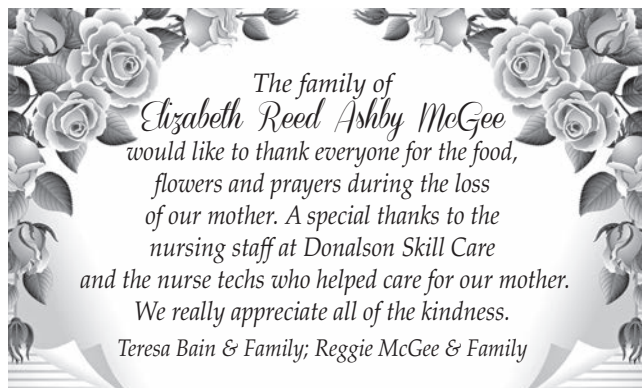 The family of
Elizabeth Reed Ashby McGee
would like to thank everyone for the food,
flowers and prayers during the loss
of our mother. A special thanks to the
nursing staff at Donalson Skill Care
and the nurse techs who helped care for our mother.
We really appreciate all of the kindness.
Teresa Bain & Family; Reggie McGee & Family